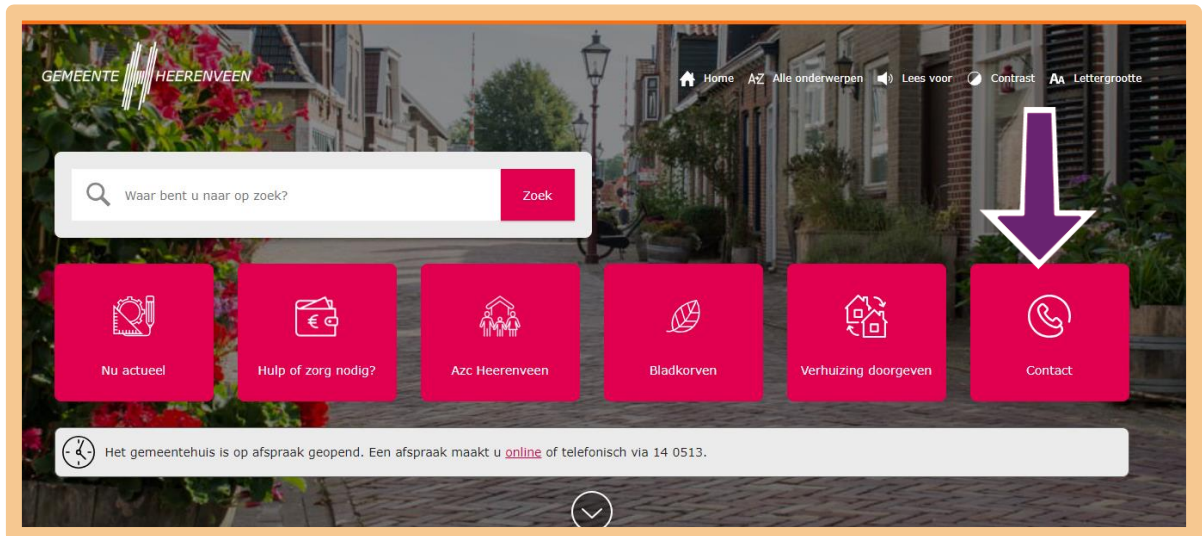 GEMEENTE HEERENVEEN
Home AZ Alle onderwerpen Lees voor Contrast AA Lettergrootte
Waar bent u naar op zoek? Zoek
Nu actueel Hulp of zorg nodig? Azc Heerenveen Bladkorven Verhuizing doorgeven Contact
Het gemeentehuis is op afspraak geopend. Een afspraak maakt u online of telefonisch via 14 0513.